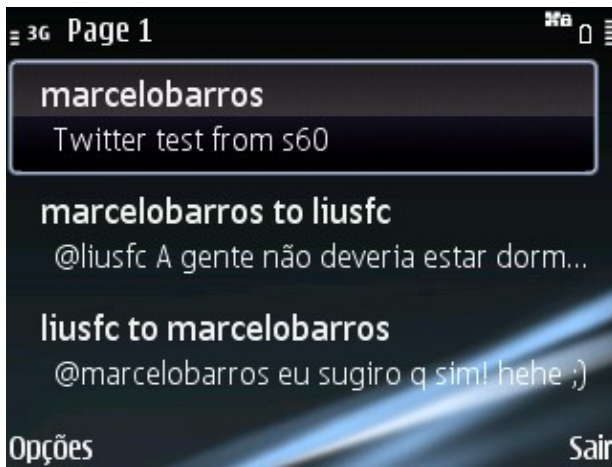 3G Page 1
marcelobarros
Twitter test from s60
marcelobarros to liusfc
@liusfc A gente não deveria estar dorm...
liusfc to marcelobarros
@marcelobarros eu sugiro q sim! hehe ;)
Opções Sair